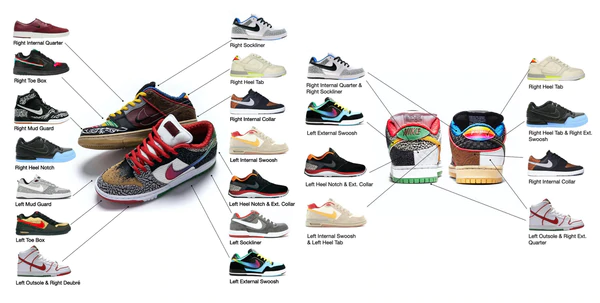 Right Internal Quarter
Right Toe Box
Right Mud Guard
Right Heel Notch
Left Mud Guard
Left Toe Box
Left Outsole & Right Deubré
Right Sockliner
Right Heel Tab
Right Internal Collar
Left Internal Swoosh
Left Heel Notch & Ext. Collar
Left Sockliner
Left External Swoosh
Right Internal Quarter &
Right Sockliner
Left External Swoosh
Left Heel Notch & Ext. Collar
Left Internal Swoosh
& Left Heel Tab
Right Heel Tab
Right Heel Tab & Right Ext.
Swoosh
Right Internal Collar
Left Outsole & Right Ext.
Quarter